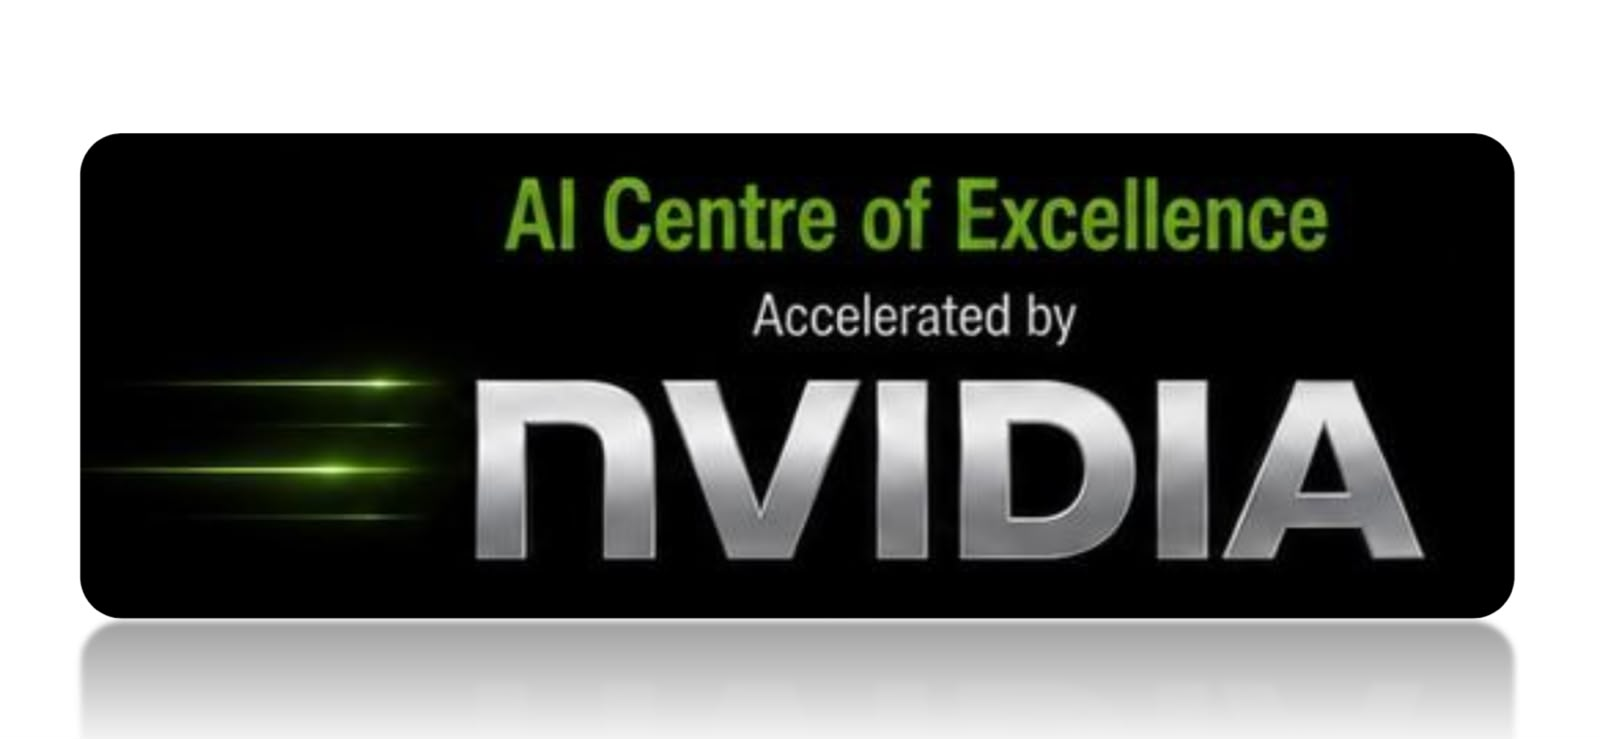 AI Centre of Excellence
Accelerated by
nVIDIA